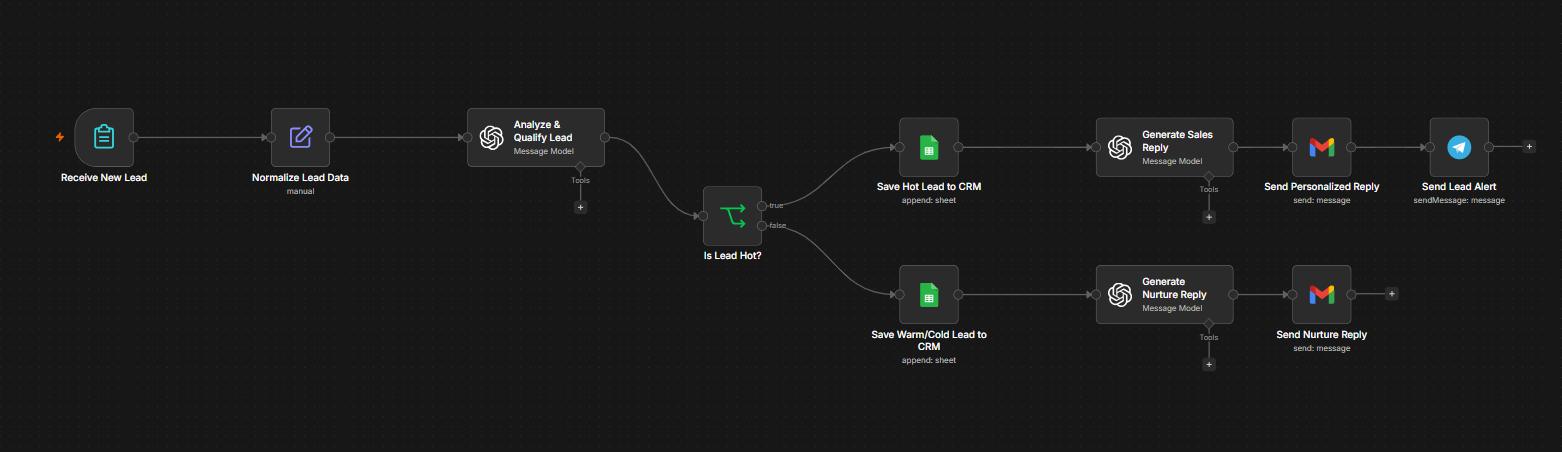 Receive New Lead
Normalize Lead Data
manual
Analyze &
Qualify Lead
Message Model
Tools
+
true
false
Is Lead Hot?
Save Hot Lead to CRM
append: sheet
Generate Sales
Reply
Message Model
Tools
+
Send Personalized Reply
send: message
Send Lead Alert
sendMessage: message
+
Save Warm/Cold Lead to
CRM
append: sheet
Generate
Nurture Reply
Message Model
Tools
+
Send Nurture Reply
send: message
+